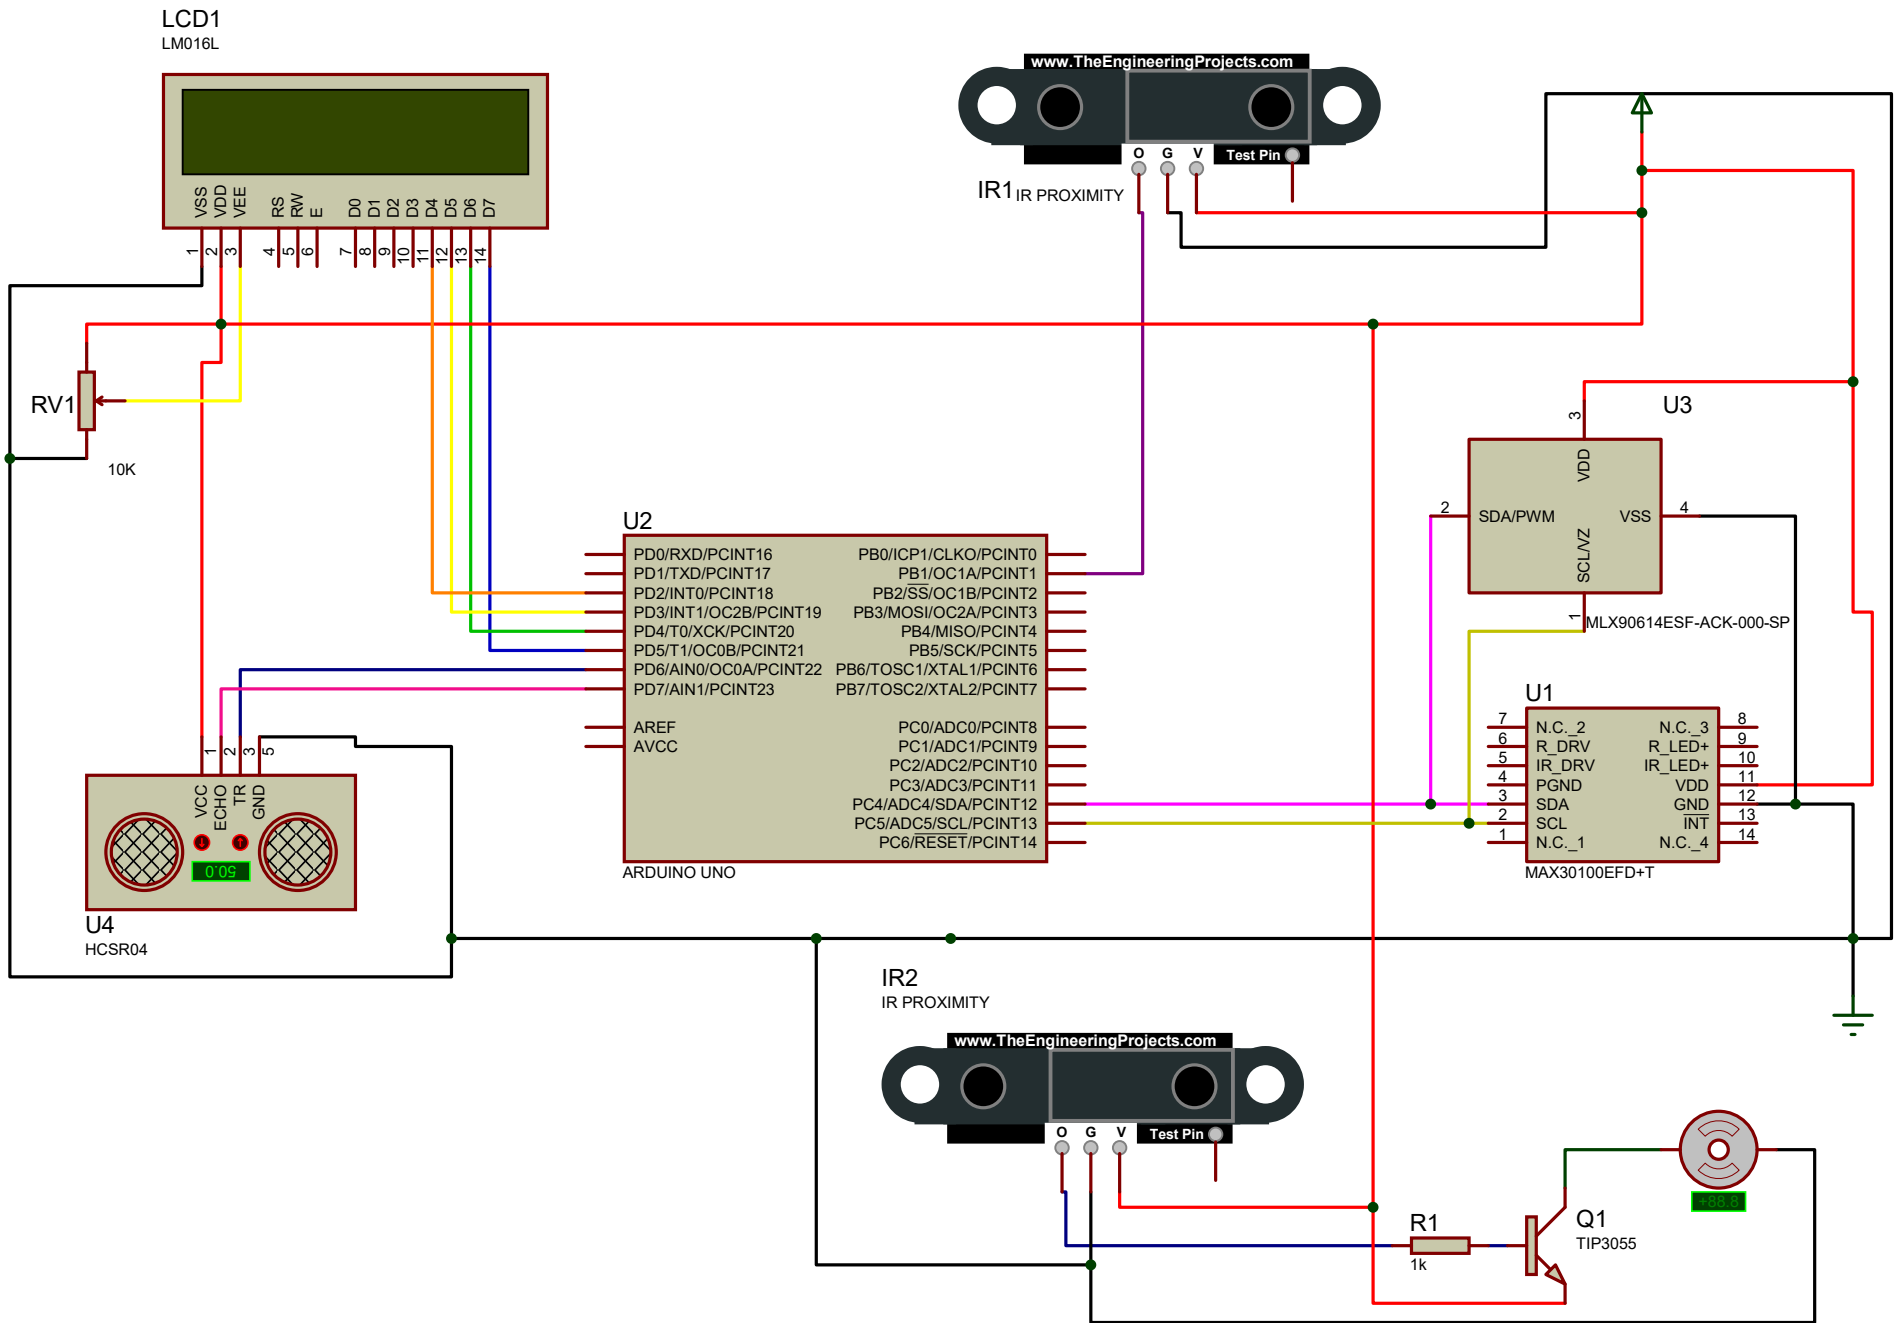 LCD1
LM016L
VSS
VDD
VEE
RS
RW
E
D0
D1
D2
D3
D4
D5
D6
D7
1
2
3
4
5
6
7
8
9
10
11
12
13
14
www.TheEngineeringProjects.com
O G V Test Pin
IR1 IR PROXIMITY
RV1
10K
U3
3
VDD
2 SDA/PWM VSS 4
SCL/VZ
1
MLX90614ESF-ACK-000-SP
U2
PD0/RXD/PCINT16 PB0/ICP1/CLKO/PCINT0
PD1/TXD/PCINT17 PB1/OC1A/PCINT1
PD2/INT0/PCINT18 PB2/SS/OC1B/PCINT2
PD3/INT1/OC2B/PCINT19 PB3/MOSI/OC2A/PCINT3
PD4/T0/XCK/PCINT20 PB4/MISO/PCINT4
PD5/T1/OC0B/PCINT21 PB5/SCK/PCINT5
PD6/AIN0/OC0A/PCINT22 PB6/TOSC1/XTAL1/PCINT6
PD7/AIN1/PCINT23 PB7/TOSC2/XTAL2/PCINT7
AREF PC0/ADC0/PCINT8
AVCC PC1/ADC1/PCINT9
PC2/ADC2/PCINT10
PC3/ADC3/PCINT11
PC4/ADC4/SDA/PCINT12
PC5/ADC5/SCL/PCINT13
PC6/RESET/PCINT14
ARDUINO UNO
U1
7 N.C._2 N.C._3 8
6 R_DRV R_LED+ 9
5 IR_DRV IR_LED+ 10
4 PGND VDD 11
3 SDA GND 12
2 SCL INT 13
1 N.C._1 N.C._4 14
MAX30100EFD+T
1
2
3
5
VCC
ECHO
TR
GND
50.0
U4
HCSR04
IR2
IR PROXIMITY
www.TheEngineeringProjects.com
O G V Test Pin
R1
1k
Q1
TIP3055
+88.8